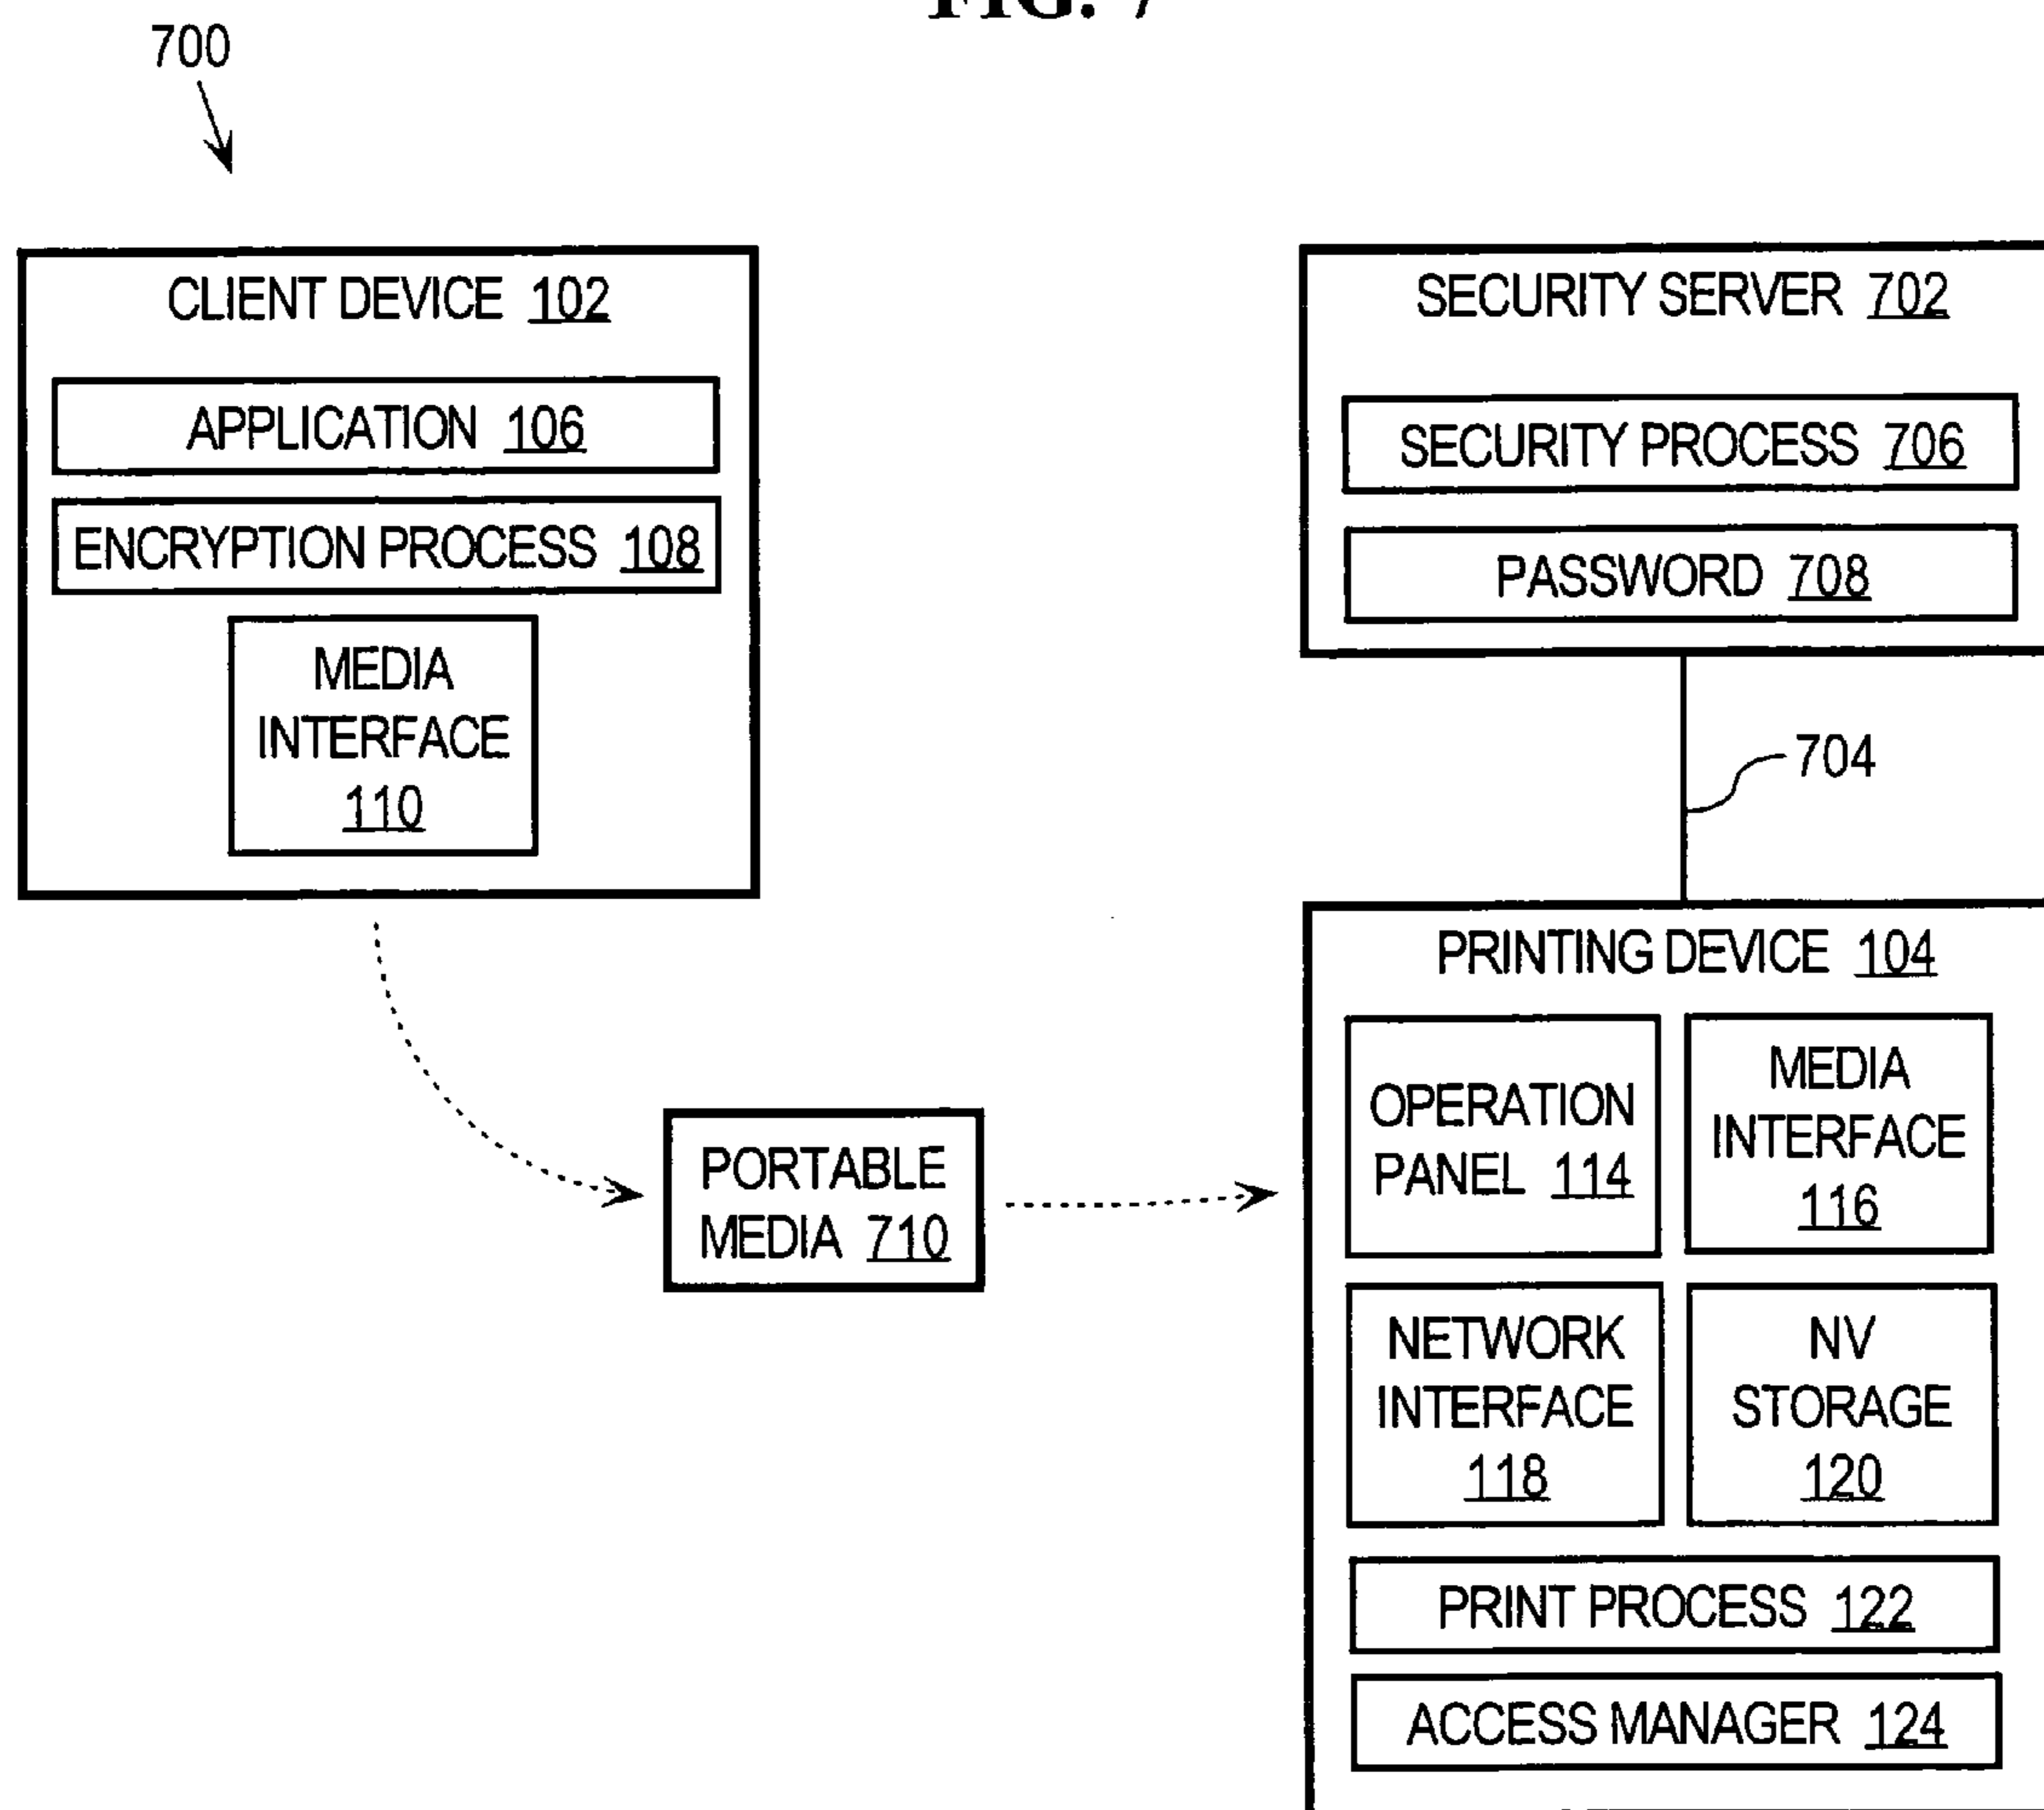 FIG. 7
700
CLIENT DEVICE 102
APPLICATION 106
ENCRYPTION PROCESS 108
MEDIA
INTERFACE
110
SECURITY SERVER 702
SECURITY PROCESS 706
PASSWORD 708
704
PORTABLE
MEDIA 710
PRINTING DEVICE 104
OPERATION
PANEL 114
MEDIA
INTERFACE
116
NETWORK
INTERFACE
118
NV
STORAGE
120
PRINT PROCESS 122
ACCESS MANAGER 124